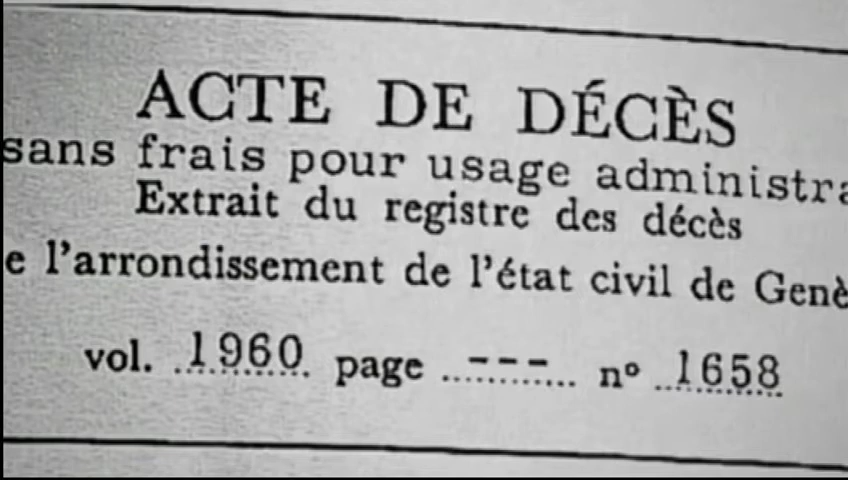 ACTE DE DÉCÈS
sans frais pour usage administra
Extrait du registre des décès
e l'arrondissement de l'état civil de Genè
vol. 1960 page --- nº 1658